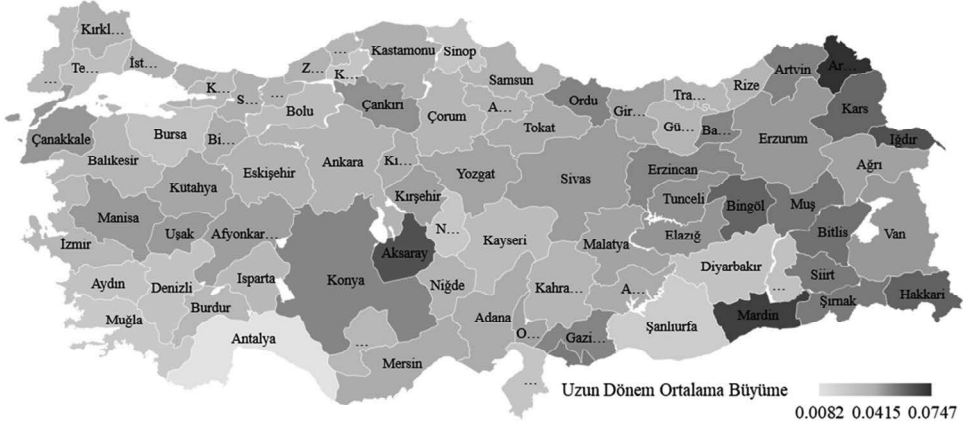 Kırkl...
Te...
İst...
...
K...
S...
...
Z...
...
K...
Kastamonu
Sinop
Samsun
Ordu
Gir...
Tra...
Rize
Artvin
Ar...
Kars
Iğdır
Çanakkale
Balıkesir
Bursa
Bi...
Bolu
Çankırı
Çorum
A...
Tokat
Gü...
Ba...
Erzurum
Ağrı
Kutahya
Eskişehir
Ankara
Kı...
Yozgat
Sivas
Erzincan
Tunceli
Bingöl
Muş
Bitlis
Van
Manisa
Uşak
Afyonkar...
Kırşehir
N...
Kayseri
Malatya
Elazığ
İzmir
Aydın
Denizli
Isparta
Burdur
Konya
Aksaray
Niğde
Kahra...
A...
Diyarbakır
...
Siirt
Şırnak
Hakkari
Muğla
Antalya
...
Mersin
Adana
O...
Gazi...
Şanlıurfa
Mardin
...
Uzun Dönem Ortalama Büyüme
0.0082 0.0415 0.0747